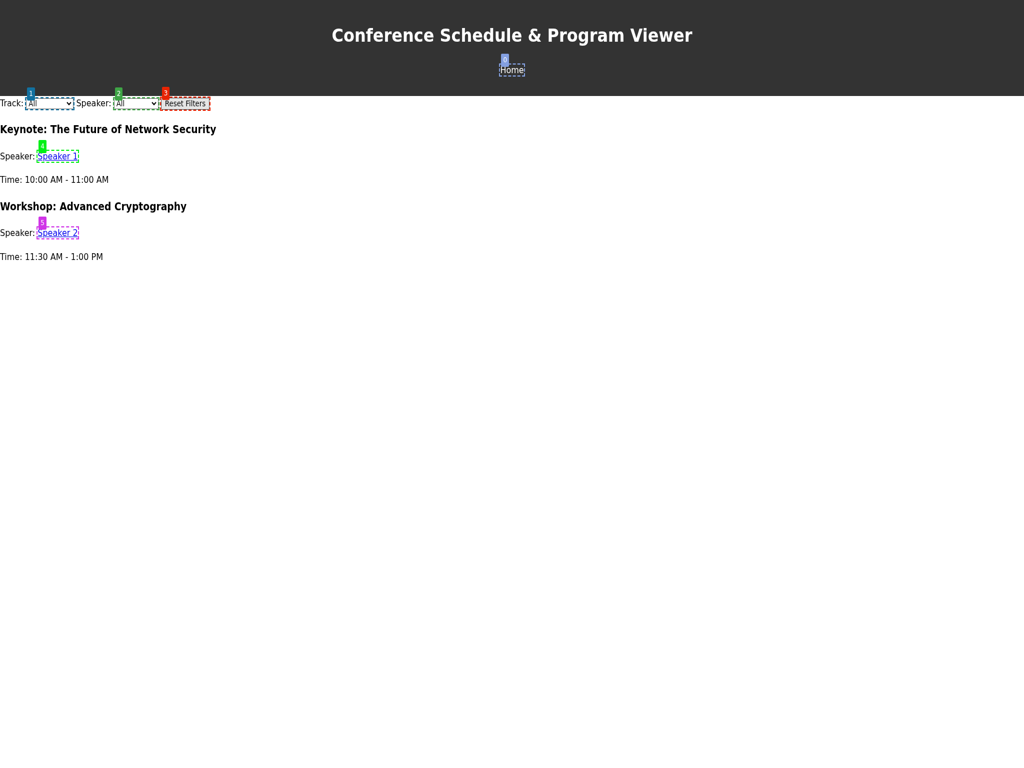 Conference Schedule & Program Viewer
0
Home
1 2 3
Track: All Speaker: All Reset Filters
Keynote: The Future of Network Security
4
Speaker: Speaker 1
Time: 10:00 AM - 11:00 AM
Workshop: Advanced Cryptography
5
Speaker: Speaker 2
Time: 11:30 AM - 1:00 PM